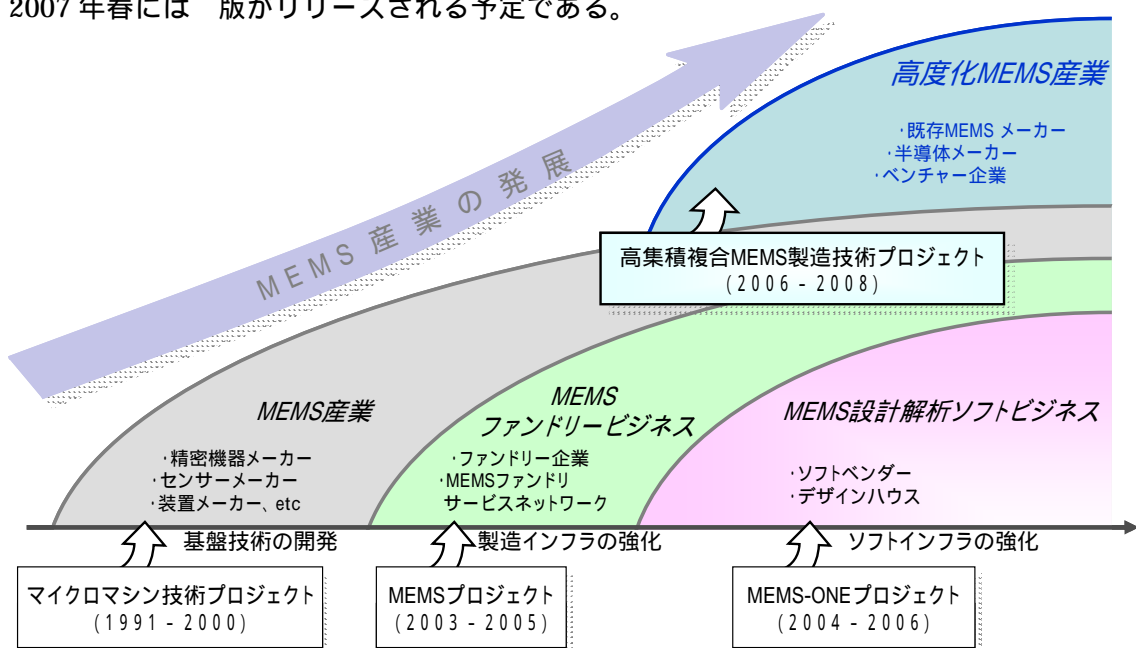 2007年春には 版がリリースされる予定である。
高度化MEMS産業
・既存MEMS メーカー
・半導体メーカー
・ベンチャー企業
MEMS産業の発展
高集積複合MEMS製造技術プロジェクト
(2006－2008)
MEMS産業
・精密機器メーカー
・センサーメーカー
・装置メーカー、etc
MEMS
ファンドリービジネス
・ファンドリー企業
・MEMSファンドリ
サービスネットワーク
MEMS設計解析ソフトビジネス
・ソフトベンダー
・デザインハウス
基盤技術の開発
製造インフラの強化
ソフトインフラの強化
マイクロマシン技術プロジェクト
(1991－2000)
MEMSプロジェクト
(2003－2005)
MEMS-ONEプロジェクト
(2004－2006)